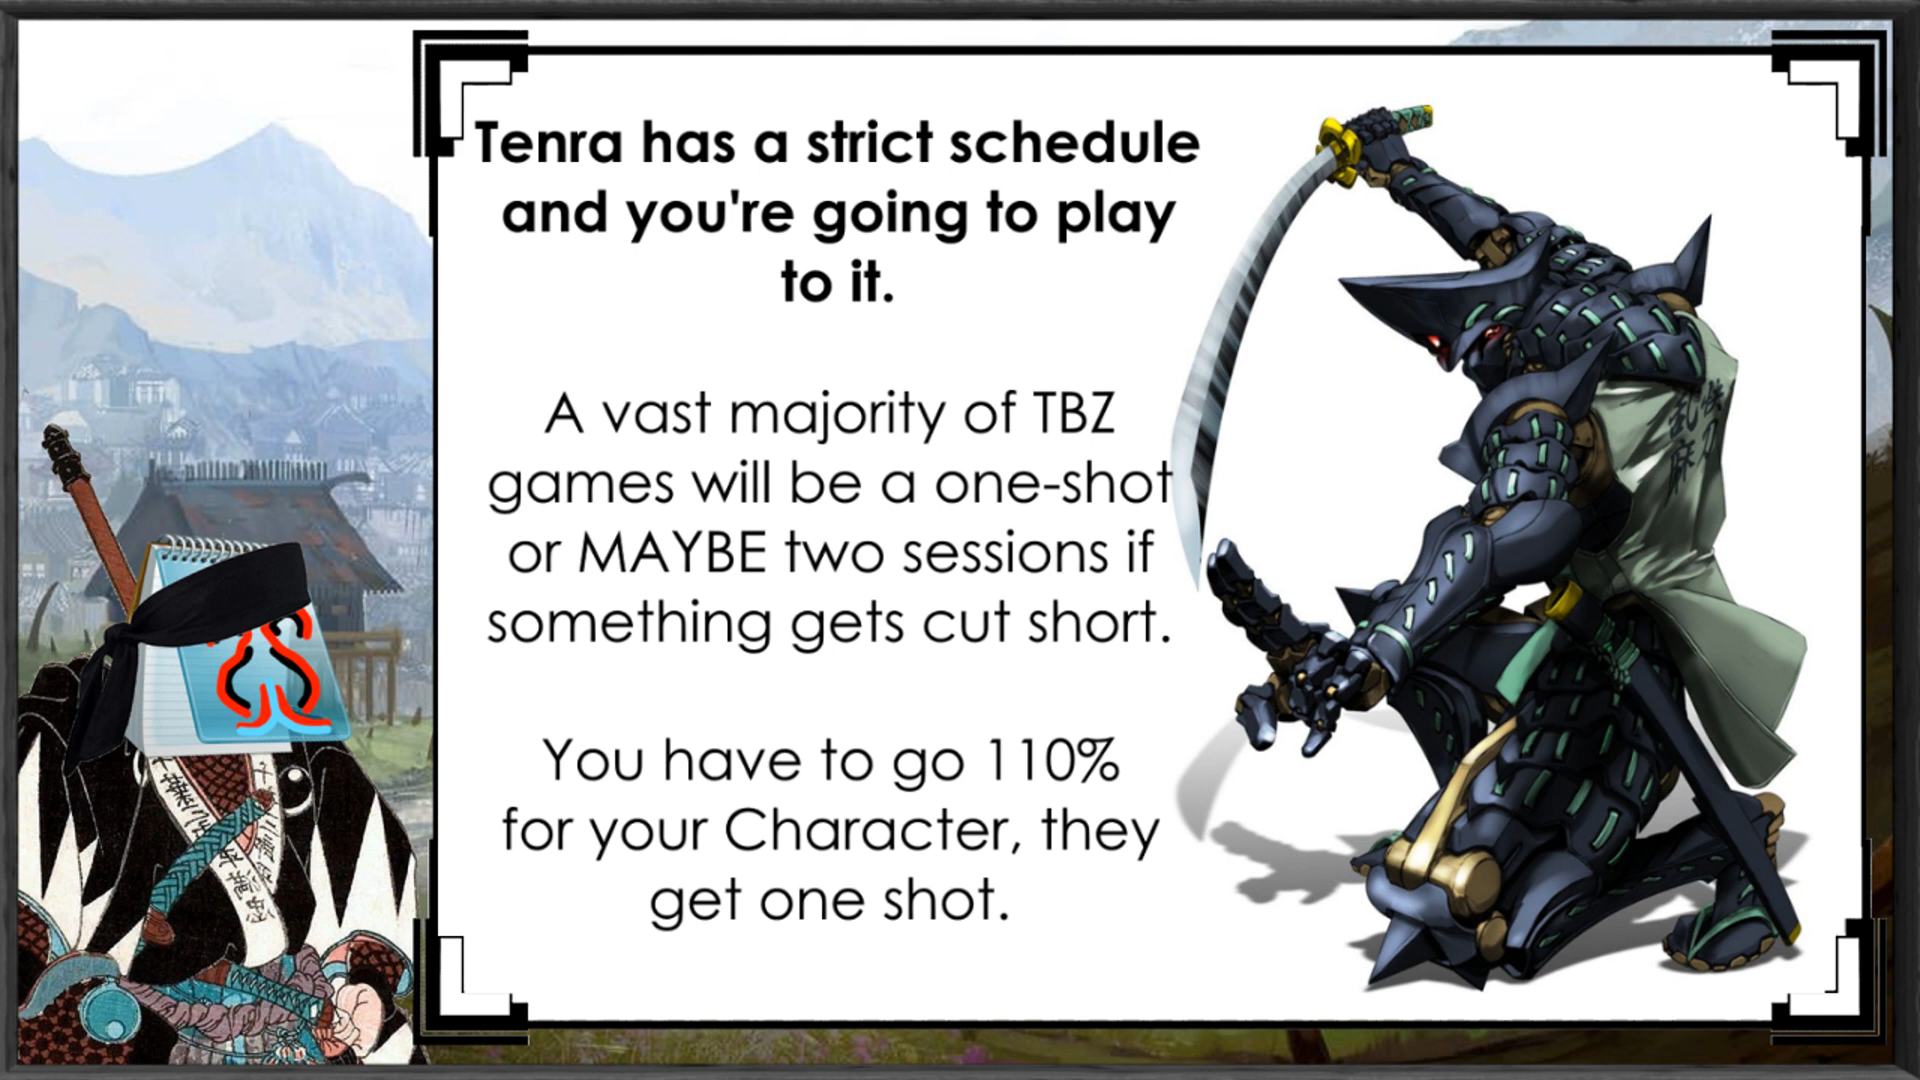 Tenra has a strict schedule
and you're going to play
to it.
A vast majority of TBZ
games will be a one-shot
or MAYBE two sessions if
something gets cut short.
You have to go 110%
for your Character, they
get one shot.